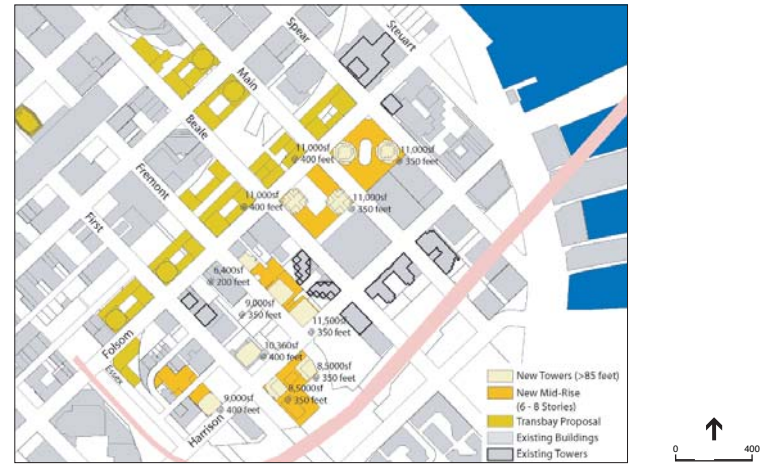 Steuart
Spear
Main
Beale
Fremont
First
Folsom
Essex
Harrison
11,000sf
@ 400 feet
11,000sf
@ 350 feet
11,000sf
@ 400 feet
11,000sf
@ 350 feet
6,400sf
@ 200 feet
9,000sf
@ 350 feet
11,500sf
@ 350 feet
10,360sf
@ 400 feet
8,5000sf
@ 350 feet
8,5000sf
@ 350 feet
9,000sf
@ 400 feet
New Towers (>85 feet)
New Mid-Rise
(6 - 8 Stories)
Transbay Proposal
Existing Buildings
Existing Towers
0 400